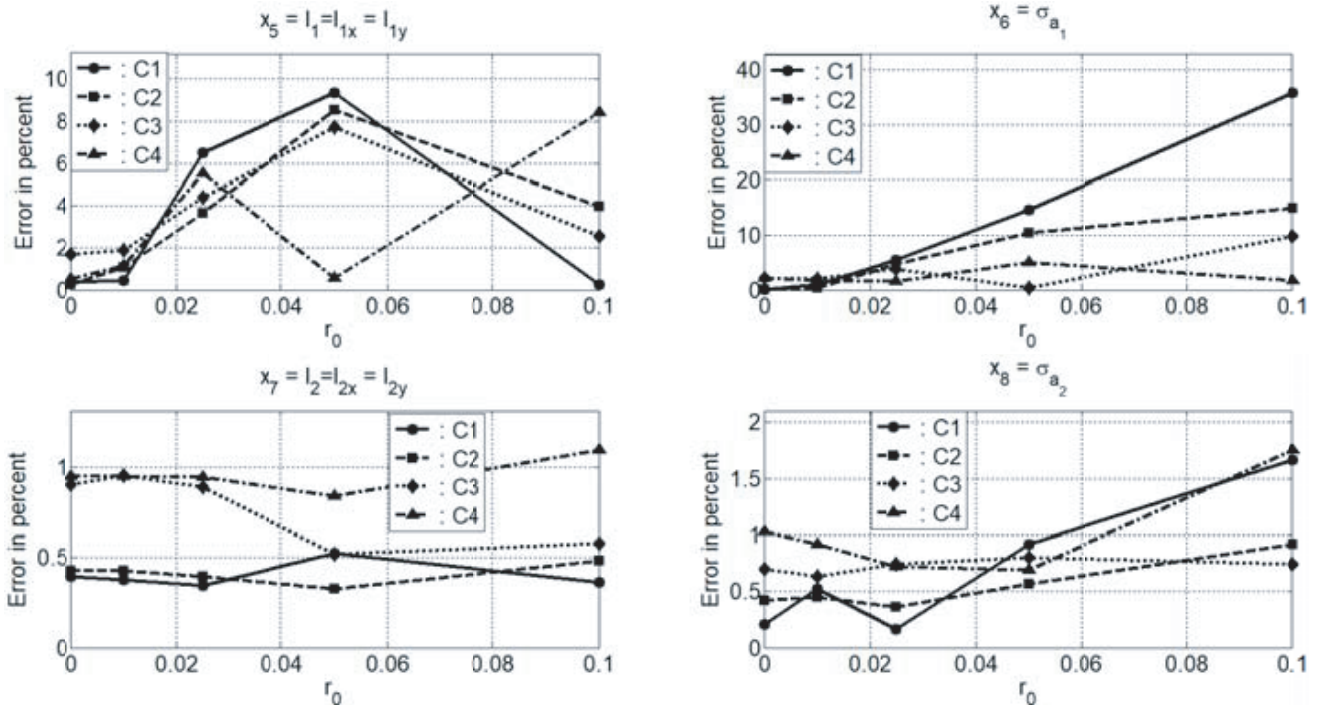 x5 = l1=l1x = l1y
Error in percent
10
8
6
4
2
0
: C1
: C2
: C3
: C4
0 0.02 0.04 0.06 0.08 0.1
r0
x6 = σa1
Error in percent
40
30
20
10
0
: C1
: C2
: C3
: C4
0 0.02 0.04 0.06 0.08 0.1
r0
x7 = l2=l2x = l2y
Error in percent
1
0.5
0
: C1
: C2
: C3
: C4
0 0.02 0.04 0.06 0.08 0.1
r0
x8 = σa2
Error in percent
2
1.5
1
0.5
0
: C1
: C2
: C3
: C4
0 0.02 0.04 0.06 0.08 0.1
r0